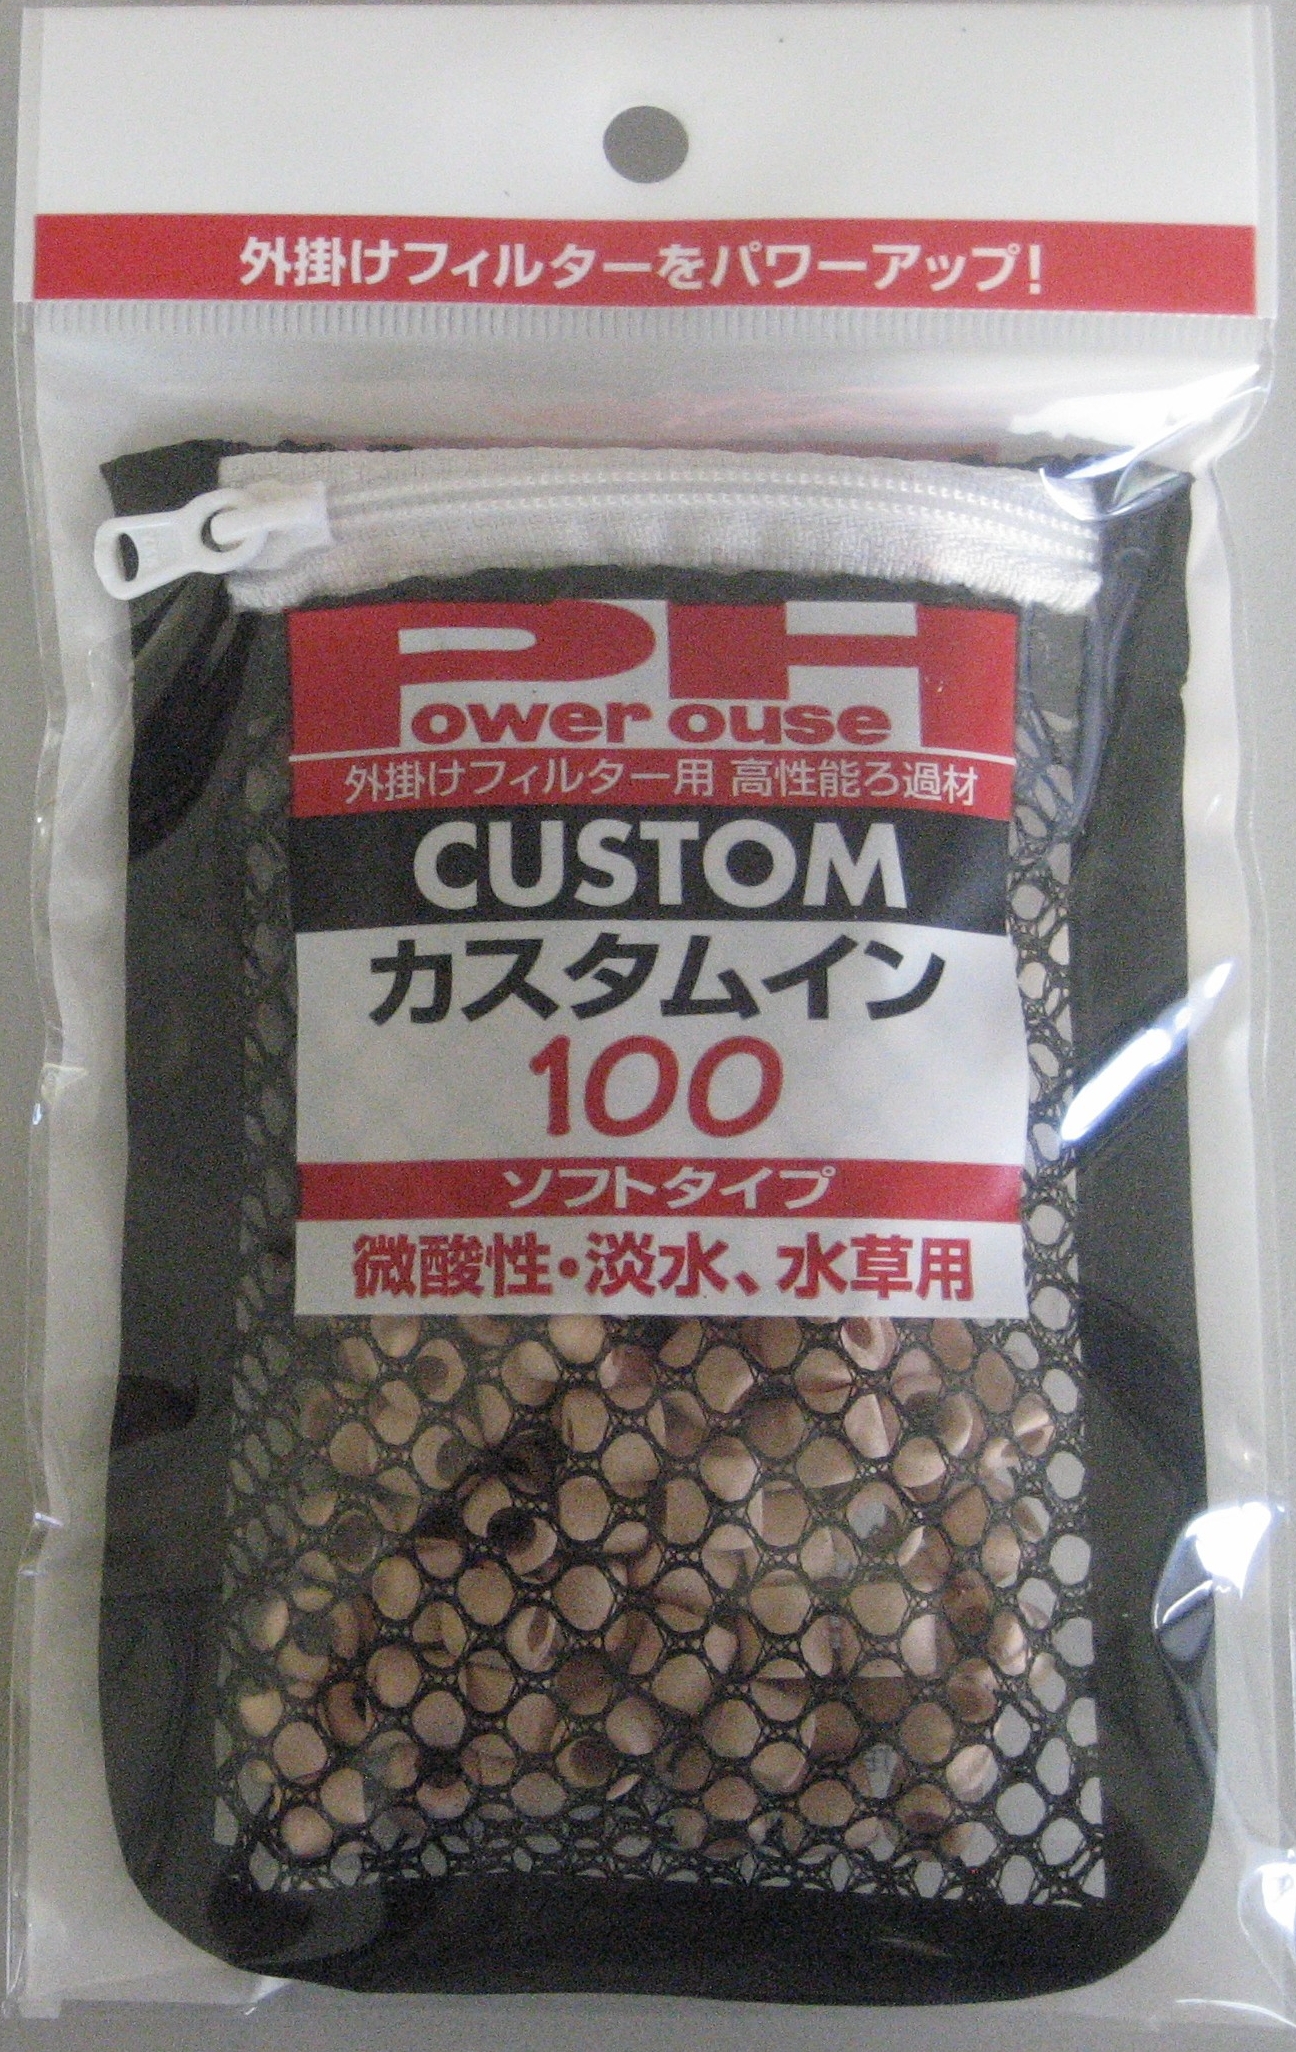 外掛けフィルターをパワーアップ!
PH
Power House
外掛けフィルター用 高性能ろ過材
CUSTOM
カスタムイン
100
ソフトタイプ
微酸性・淡水、水草用